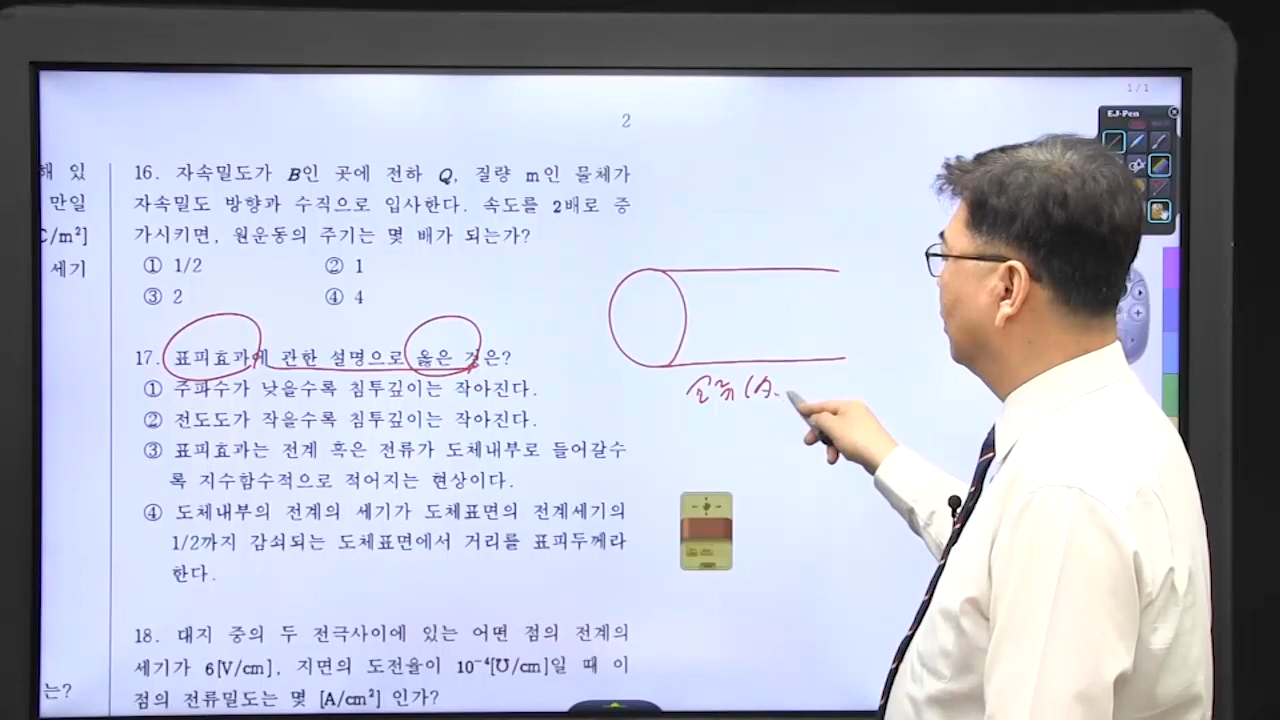 1/1
2
EJ-Pen
해 있
만일
C/m²]
세기
는?
16. 자속밀도가 B인 곳에 전하 Q, 질량 m인 물체가
자속밀도 방향과 수직으로 입사한다. 속도를 2배로 증
가시키면, 원운동의 주기는 몇 배가 되는가?
① 1/2 ② 1
③ 2 ④ 4
17. 표피효과에 관한 설명으로 옳은 것은?
① 주파수가 낮을수록 침투깊이는 작아진다.
② 전도도가 작을수록 침투깊이는 작아진다.
③ 표피효과는 전계 혹은 전류가 도체내부로 들어갈수
록 지수함수적으로 적어지는 현상이다.
④ 도체내부의 전계의 세기가 도체표면의 전계세기의
1/2까지 감쇠되는 도체표면에서 거리를 표피두께라
한다.
18. 대지 중의 두 전극사이에 있는 어떤 점의 전계의
세기가 6[V/cm], 지면의 도전율이 10⁻⁴[℧/cm]일 때 이
점의 전류밀도는 몇 [A/cm²] 인가?
전류 (A.